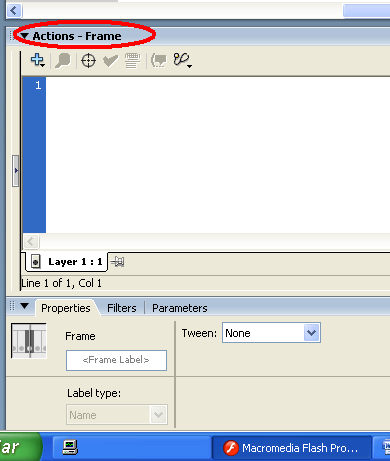 Actions - Frame
1
Layer 1 : 1
Line 1 of 1, Col 1
Properties Filters Parameters
Frame Tween: None
<Frame Label>
Label type:
Name
Macromedia Flash Pro...